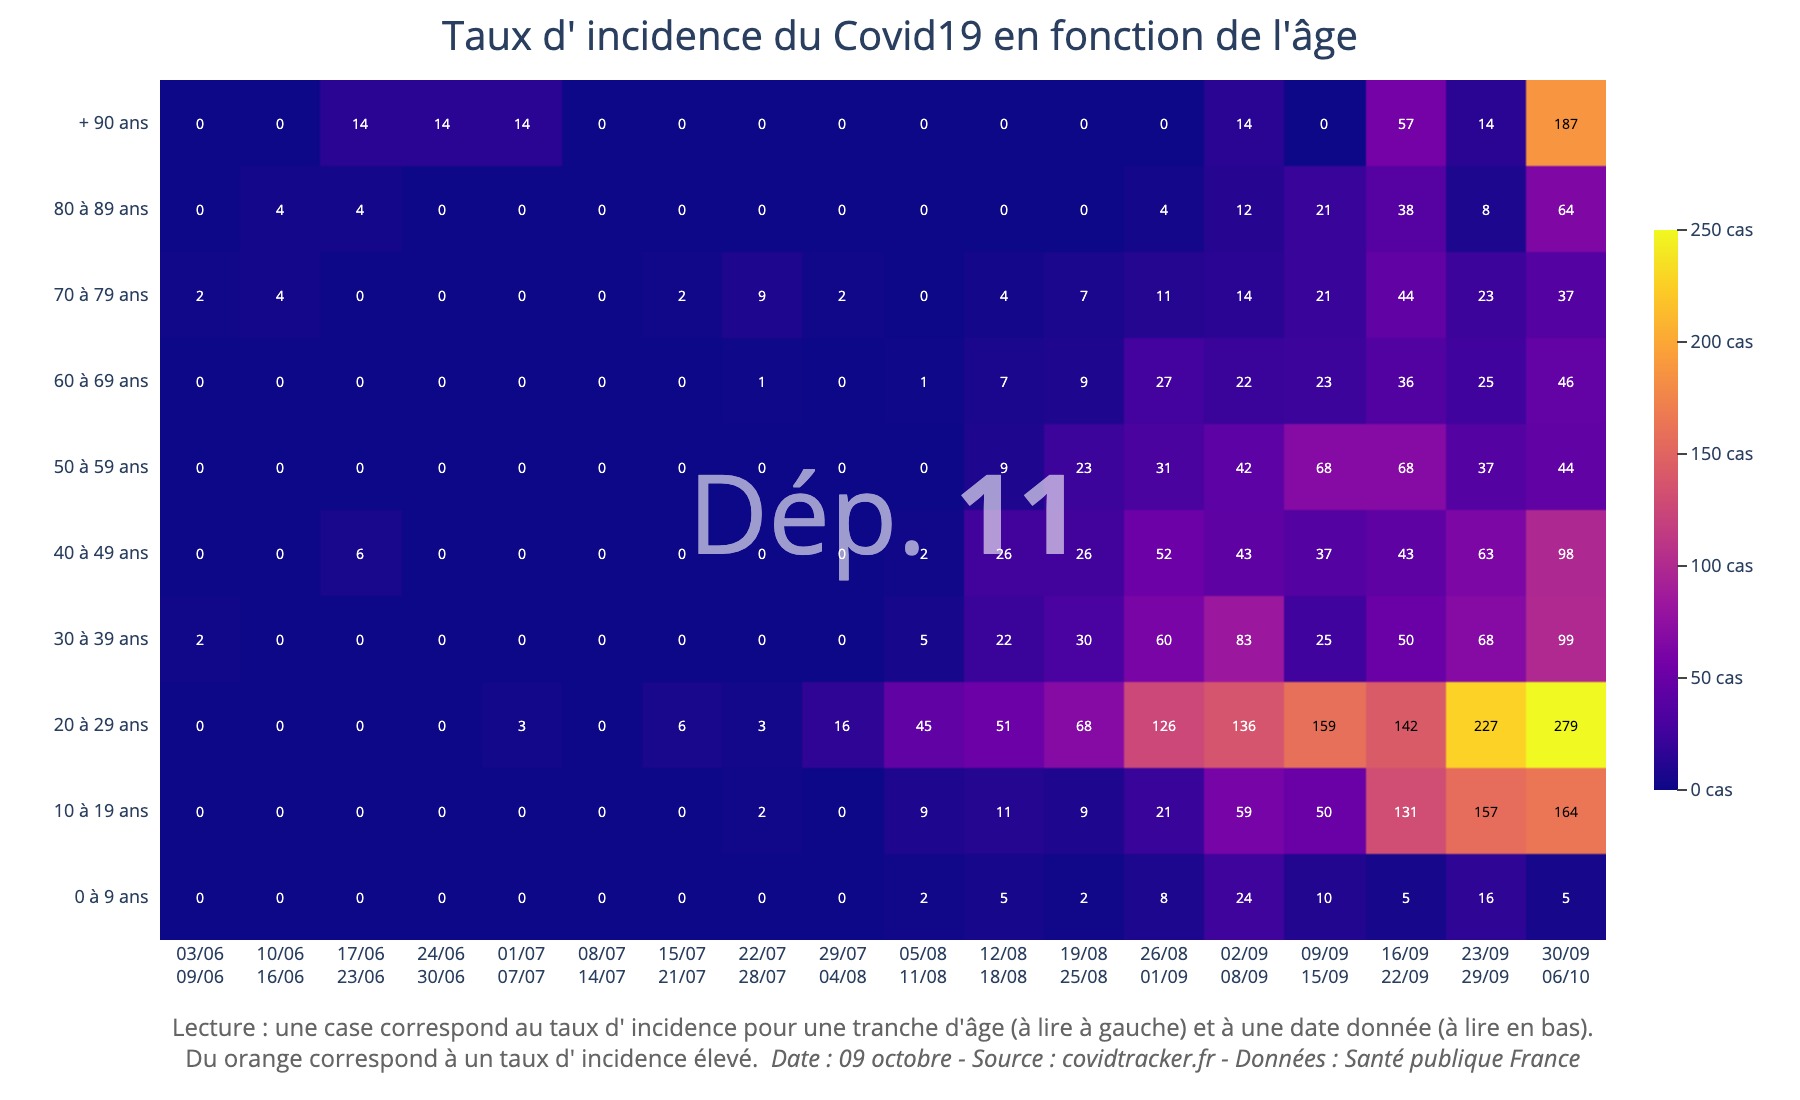 Taux d' incidence du Covid19 en fonction de l'âge
+ 90 ans 0 0 14 14 14 0 0 0 0 0 0 0 0 14 0 57 14 187
80 à 89 ans 0 4 4 0 0 0 0 0 0 0 0 0 4 12 21 38 8 64
70 à 79 ans 2 4 0 0 0 0 2 9 2 0 4 7 11 14 21 44 23 37
60 à 69 ans 0 0 0 0 0 0 0 1 0 1 7 9 27 22 23 36 25 46
50 à 59 ans 0 0 0 0 0 0 0 0 0 0 9 23 31 42 68 68 37 44
Dép. 11
40 à 49 ans 0 0 6 0 0 0 0 0 0 2 26 26 52 43 37 43 63 98
30 à 39 ans 2 0 0 0 0 0 0 0 0 5 22 30 60 83 25 50 68 99
20 à 29 ans 0 0 0 0 3 0 6 3 16 45 51 68 126 136 159 142 227 279
10 à 19 ans 0 0 0 0 0 0 0 2 0 9 11 9 21 59 50 131 157 164
0 à 9 ans 0 0 0 0 0 0 0 0 0 2 5 2 8 24 10 5 16 5
03/06 10/06 17/06 24/06 01/07 08/07 15/07 22/07 29/07 05/08 12/08 19/08 26/08 02/09 09/09 16/09 23/09 30/09
09/06 16/06 23/06 30/06 07/07 14/07 21/07 28/07 04/08 11/08 18/08 25/08 01/09 08/09 15/09 22/09 29/09 06/10
250 cas
200 cas
150 cas
100 cas
50 cas
0 cas
Lecture : une case correspond au taux d' incidence pour une tranche d'âge (à lire à gauche) et à une date donnée (à lire en bas).
Du orange correspond à un taux d' incidence élevé. Date : 09 octobre - Source : covidtracker.fr - Données : Santé publique France